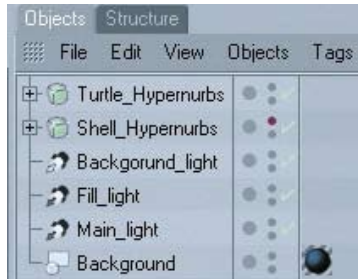 Objects Structure
File Edit View Objects Tags
Turtle_Hypernurbs
Shell_Hypernurbs
Backgorund_light
Fill_light
Main_light
Background